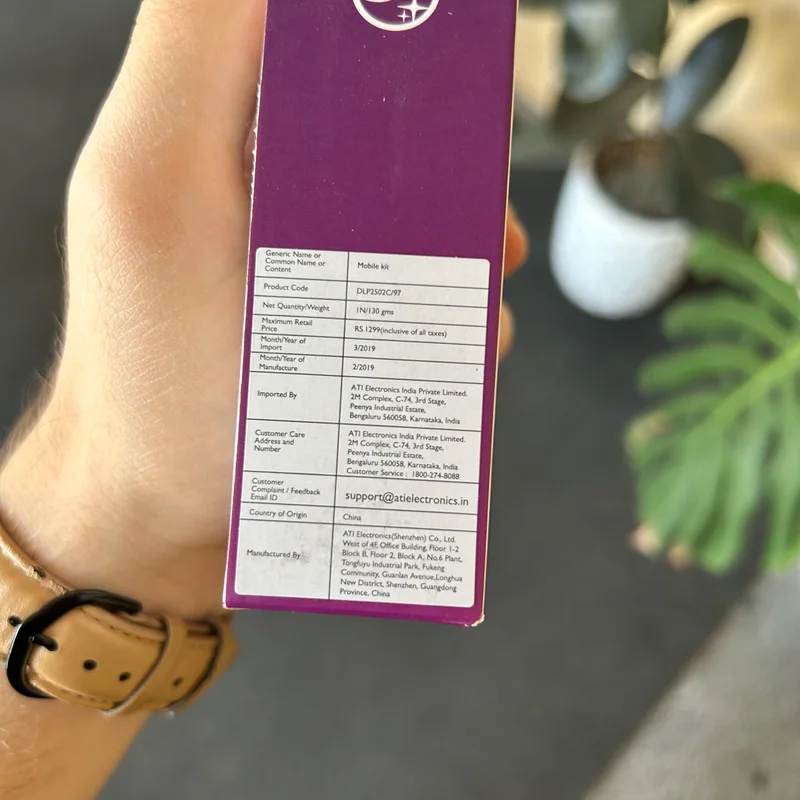 Generic Name or
Common Name or
Content
Mobile kit
Product Code
DLP2502C/97
Net Quantity/Weight
1N/130 gms
Maximum Retail
Price
RS.1299(inclusive of all taxes)
Month/Year of
Import
3/2019
Month/Year of
Manufacture
2/2019
Imported By
ATI Electronics India Private Limited.
2M Complex, C-74, 3rd Stage,
Peenya Industrial Estate,
Bengaluru 560058, Karnataka, India
Customer Care
Address and
Number
ATI Electronics India Private Limited.
2M Complex, C-74, 3rd Stage,
Peenya Industrial Estate,
Bengaluru 560058, Karnataka, India
Customer Service : 1800-274-8088
Customer
Complaint / Feedback
Email ID
support@atielectronics.in
Country of Origin
China
Manufactured By
ATI Electronics(Shenzhen) Co., Ltd.
West of 4F, Office Building, Floor 1-2
Block B, Floor 2, Block A, No.6 Plant,
Tongfuyu Industrial Park, Fukeng
Community, Guanlan Avenue,Longhua
New District, Shenzhen, Guangdong
Province, China